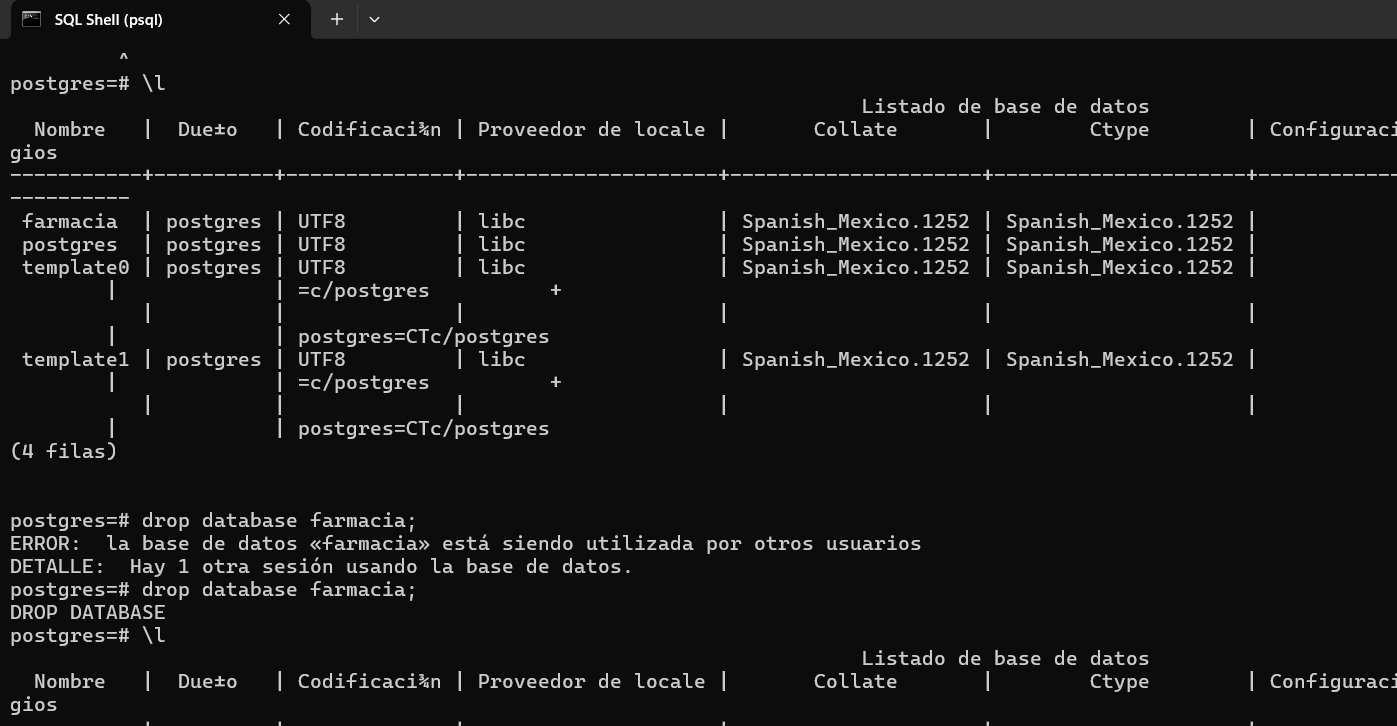 SQL Shell (psql)
^
postgres=# \l
Listado de base de datos
Nombre | Due±o | Codificaci¾n | Proveedor de locale | Collate | Ctype | Configuraci
gios
-----------+----------+--------------+---------------------+----------------------+----------------------+------------
----------
farmacia | postgres | UTF8 | libc | Spanish_Mexico.1252 | Spanish_Mexico.1252 |
postgres | postgres | UTF8 | libc | Spanish_Mexico.1252 | Spanish_Mexico.1252 |
template0 | postgres | UTF8 | libc | Spanish_Mexico.1252 | Spanish_Mexico.1252 |
| | =c/postgres +
| | | | | |
| | postgres=CTc/postgres
template1 | postgres | UTF8 | libc | Spanish_Mexico.1252 | Spanish_Mexico.1252 |
| | =c/postgres +
| | | | | |
| | postgres=CTc/postgres
(4 filas)
postgres=# drop database farmacia;
ERROR: la base de datos «farmacia» está siendo utilizada por otros usuarios
DETALLE: Hay 1 otra sesión usando la base de datos.
postgres=# drop database farmacia;
DROP DATABASE
postgres=# \l
Listado de base de datos
Nombre | Due±o | Codificaci¾n | Proveedor de locale | Collate | Ctype | Configuraci
gios